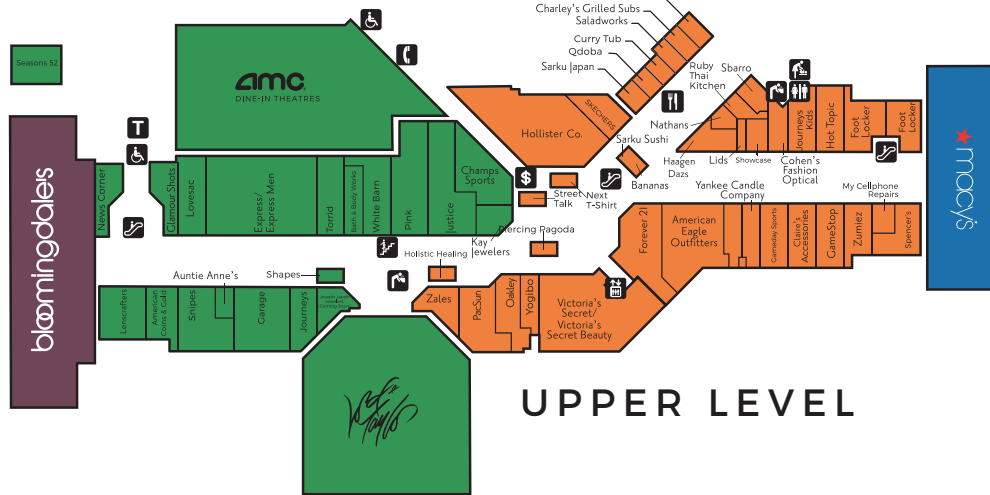 Charley's Grilled Subs
Saladworks
Curry Tub
Qdoba
Sarku Japan
Seasons 52
amc
DINE-IN THEATRES
Hollister Co.
SKECHERS
Ruby
Thai
Kitchen
Sbarro
Nathans
Haagen
Dazs
Lids
Showcase
Cohen's
Fashion
Optical
Journeys
Kids
Hot Topic
Foot
Locker
Foot
Locker
macy's
T
Sarku Sushi
Bananas
$
Street
Talk
Next
T-Shirt
Piercing Pagoda
Yankee Candle
Company
My Cellphone
Repairs
bloomingdale's
News Corner
Glamour Shots
Lovesac
Express/
Express Men
Torrid
Bath & Body Works
White Barn
Pink
Justice
Champs
Sports
Kay
Jewelers
Holistic Healing
Forever 21
American
Eagle
Outfitters
Gameday Sports
Claire's
Accessories
GameStop
Zumiez
Spencer's
Auntie Anne's
Shapes
Lenscrafters
American
Coins & Gold
Snipes
Garage
Journeys
Zales
PacSun
Oakley
Yogibo
Victoria's
Secret/
Victoria's
Secret Beauty
Lord & Taylor
UPPER LEVEL